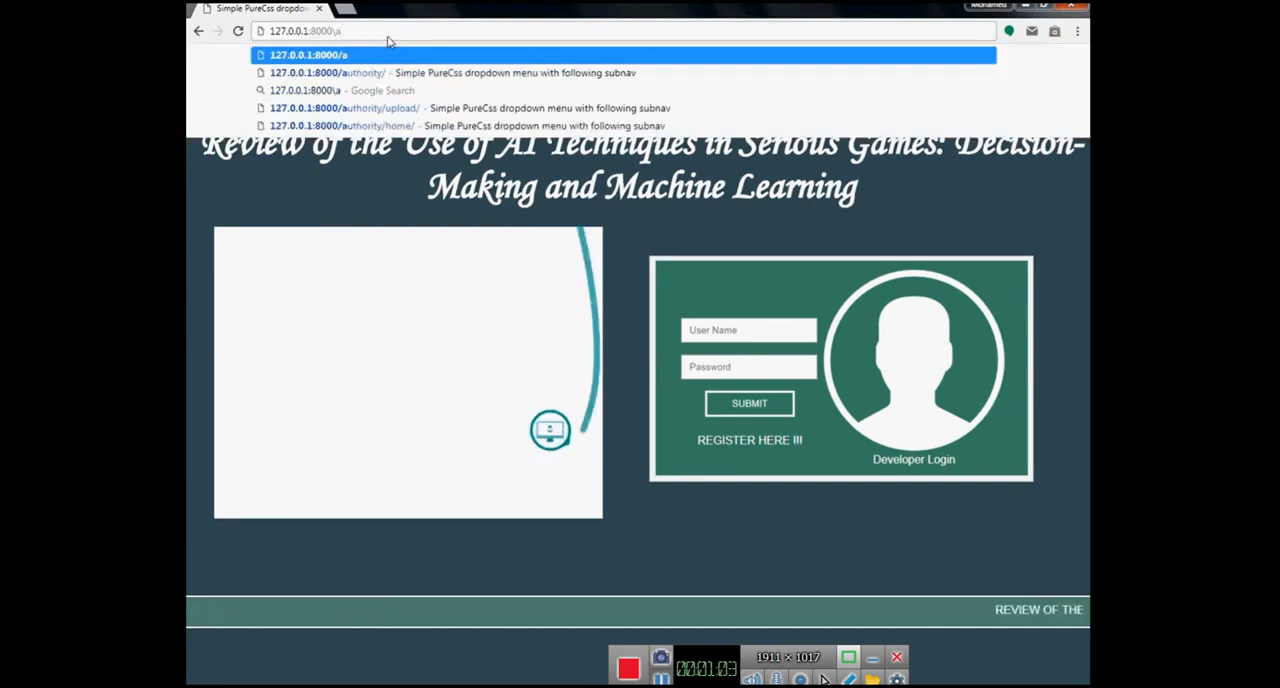 Simple PureCss dropdow
Mohamed
127.0.0.1:8000\a
127.0.0.1:8000/a
127.0.0.1:8000/authority/ - Simple PureCss dropdown menu with following subnav
127.0.0.1:8000\a - Google Search
127.0.0.1:8000/authority/upload/ - Simple PureCss dropdown menu with following subnav
127.0.0.1:8000/authority/home/ - Simple PureCss dropdown menu with following subnav
Review of the Use of AI Techniques in Serious Games: Decision-
Making and Machine Learning
User Name
Password
SUBMIT
REGISTER HERE !!!
Developer Login
REVIEW OF THE
00:01:03
1911 × 1017